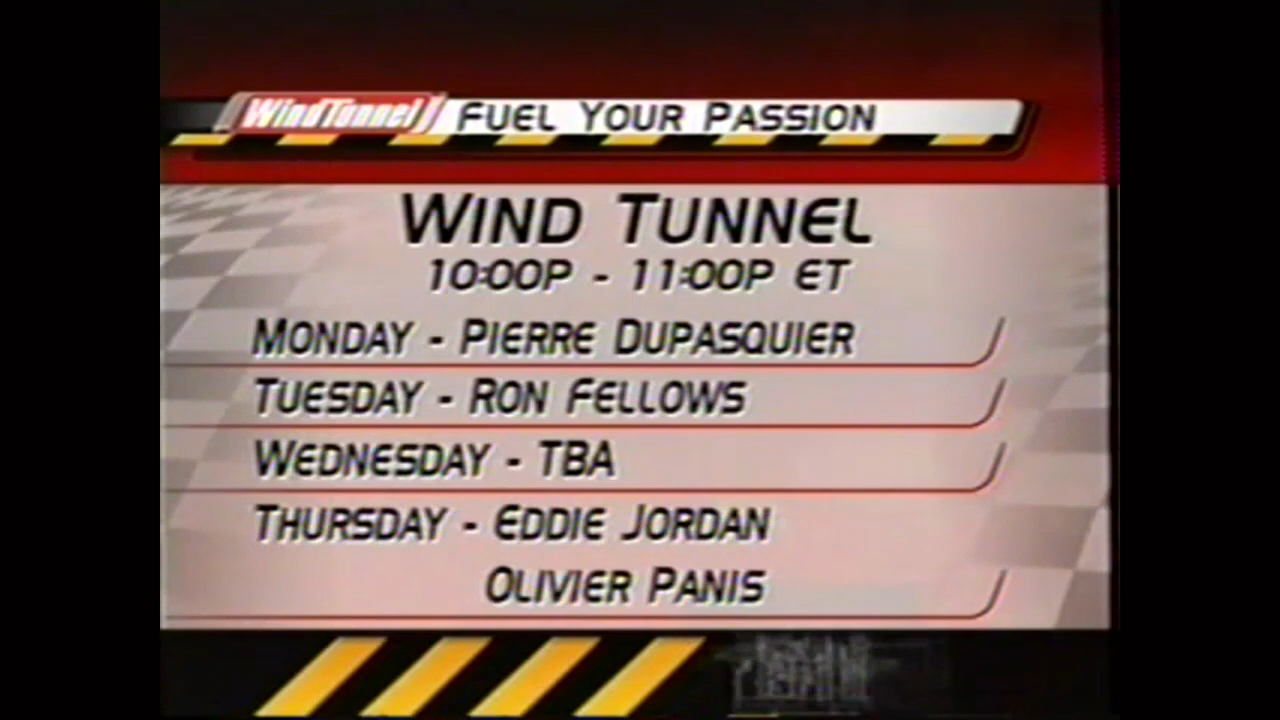 WindTunnel FUEL YOUR PASSION
WIND TUNNEL
10:00P - 11:00P ET
MONDAY - PIERRE DUPASQUIER
TUESDAY - RON FELLOWS
WEDNESDAY - TBA
THURSDAY - EDDIE JORDAN
OLIVIER PANIS